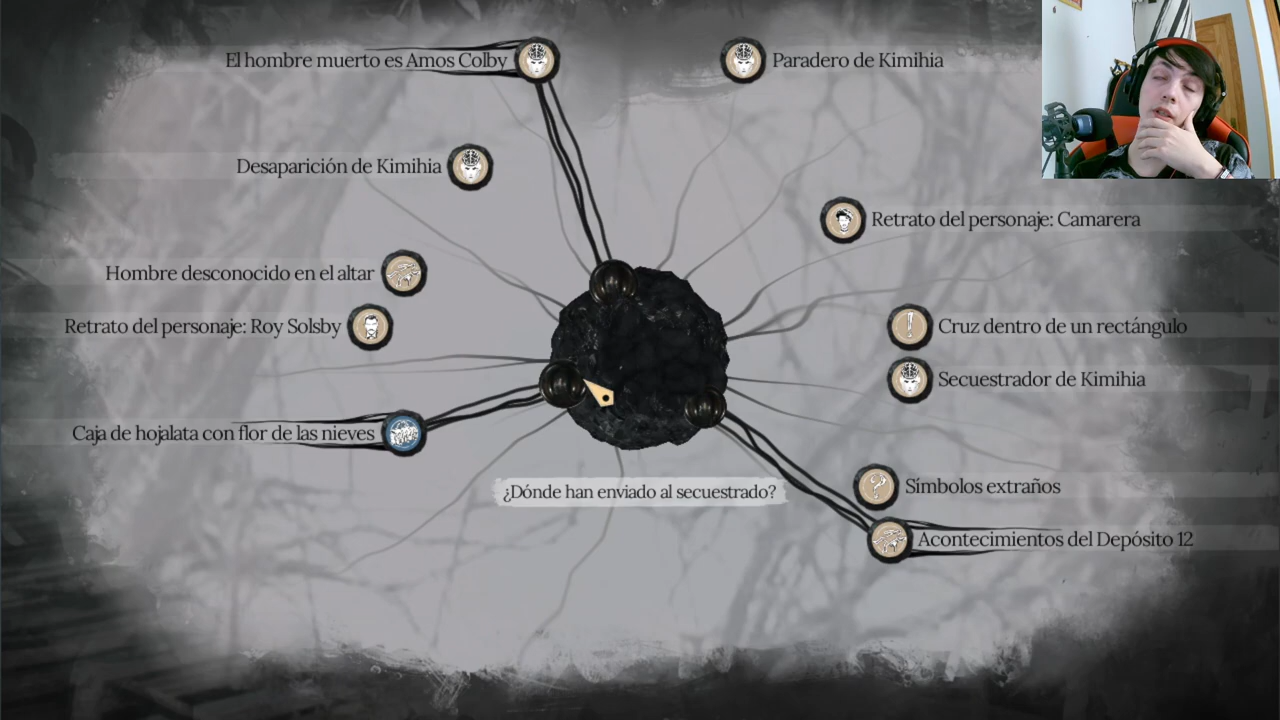 El hombre muerto es Amos Colby
Paradero de Kimihia
Desaparición de Kimihia
Retrato del personaje: Camarera
Hombre desconocido en el altar
Retrato del personaje: Roy Solsby
Cruz dentro de un rectángulo
Secuestrador de Kimihia
Caja de hojalata con flor de las nieves
¿Dónde han enviado al secuestrado?
Símbolos extraños
Acontecimientos del Depósito 12